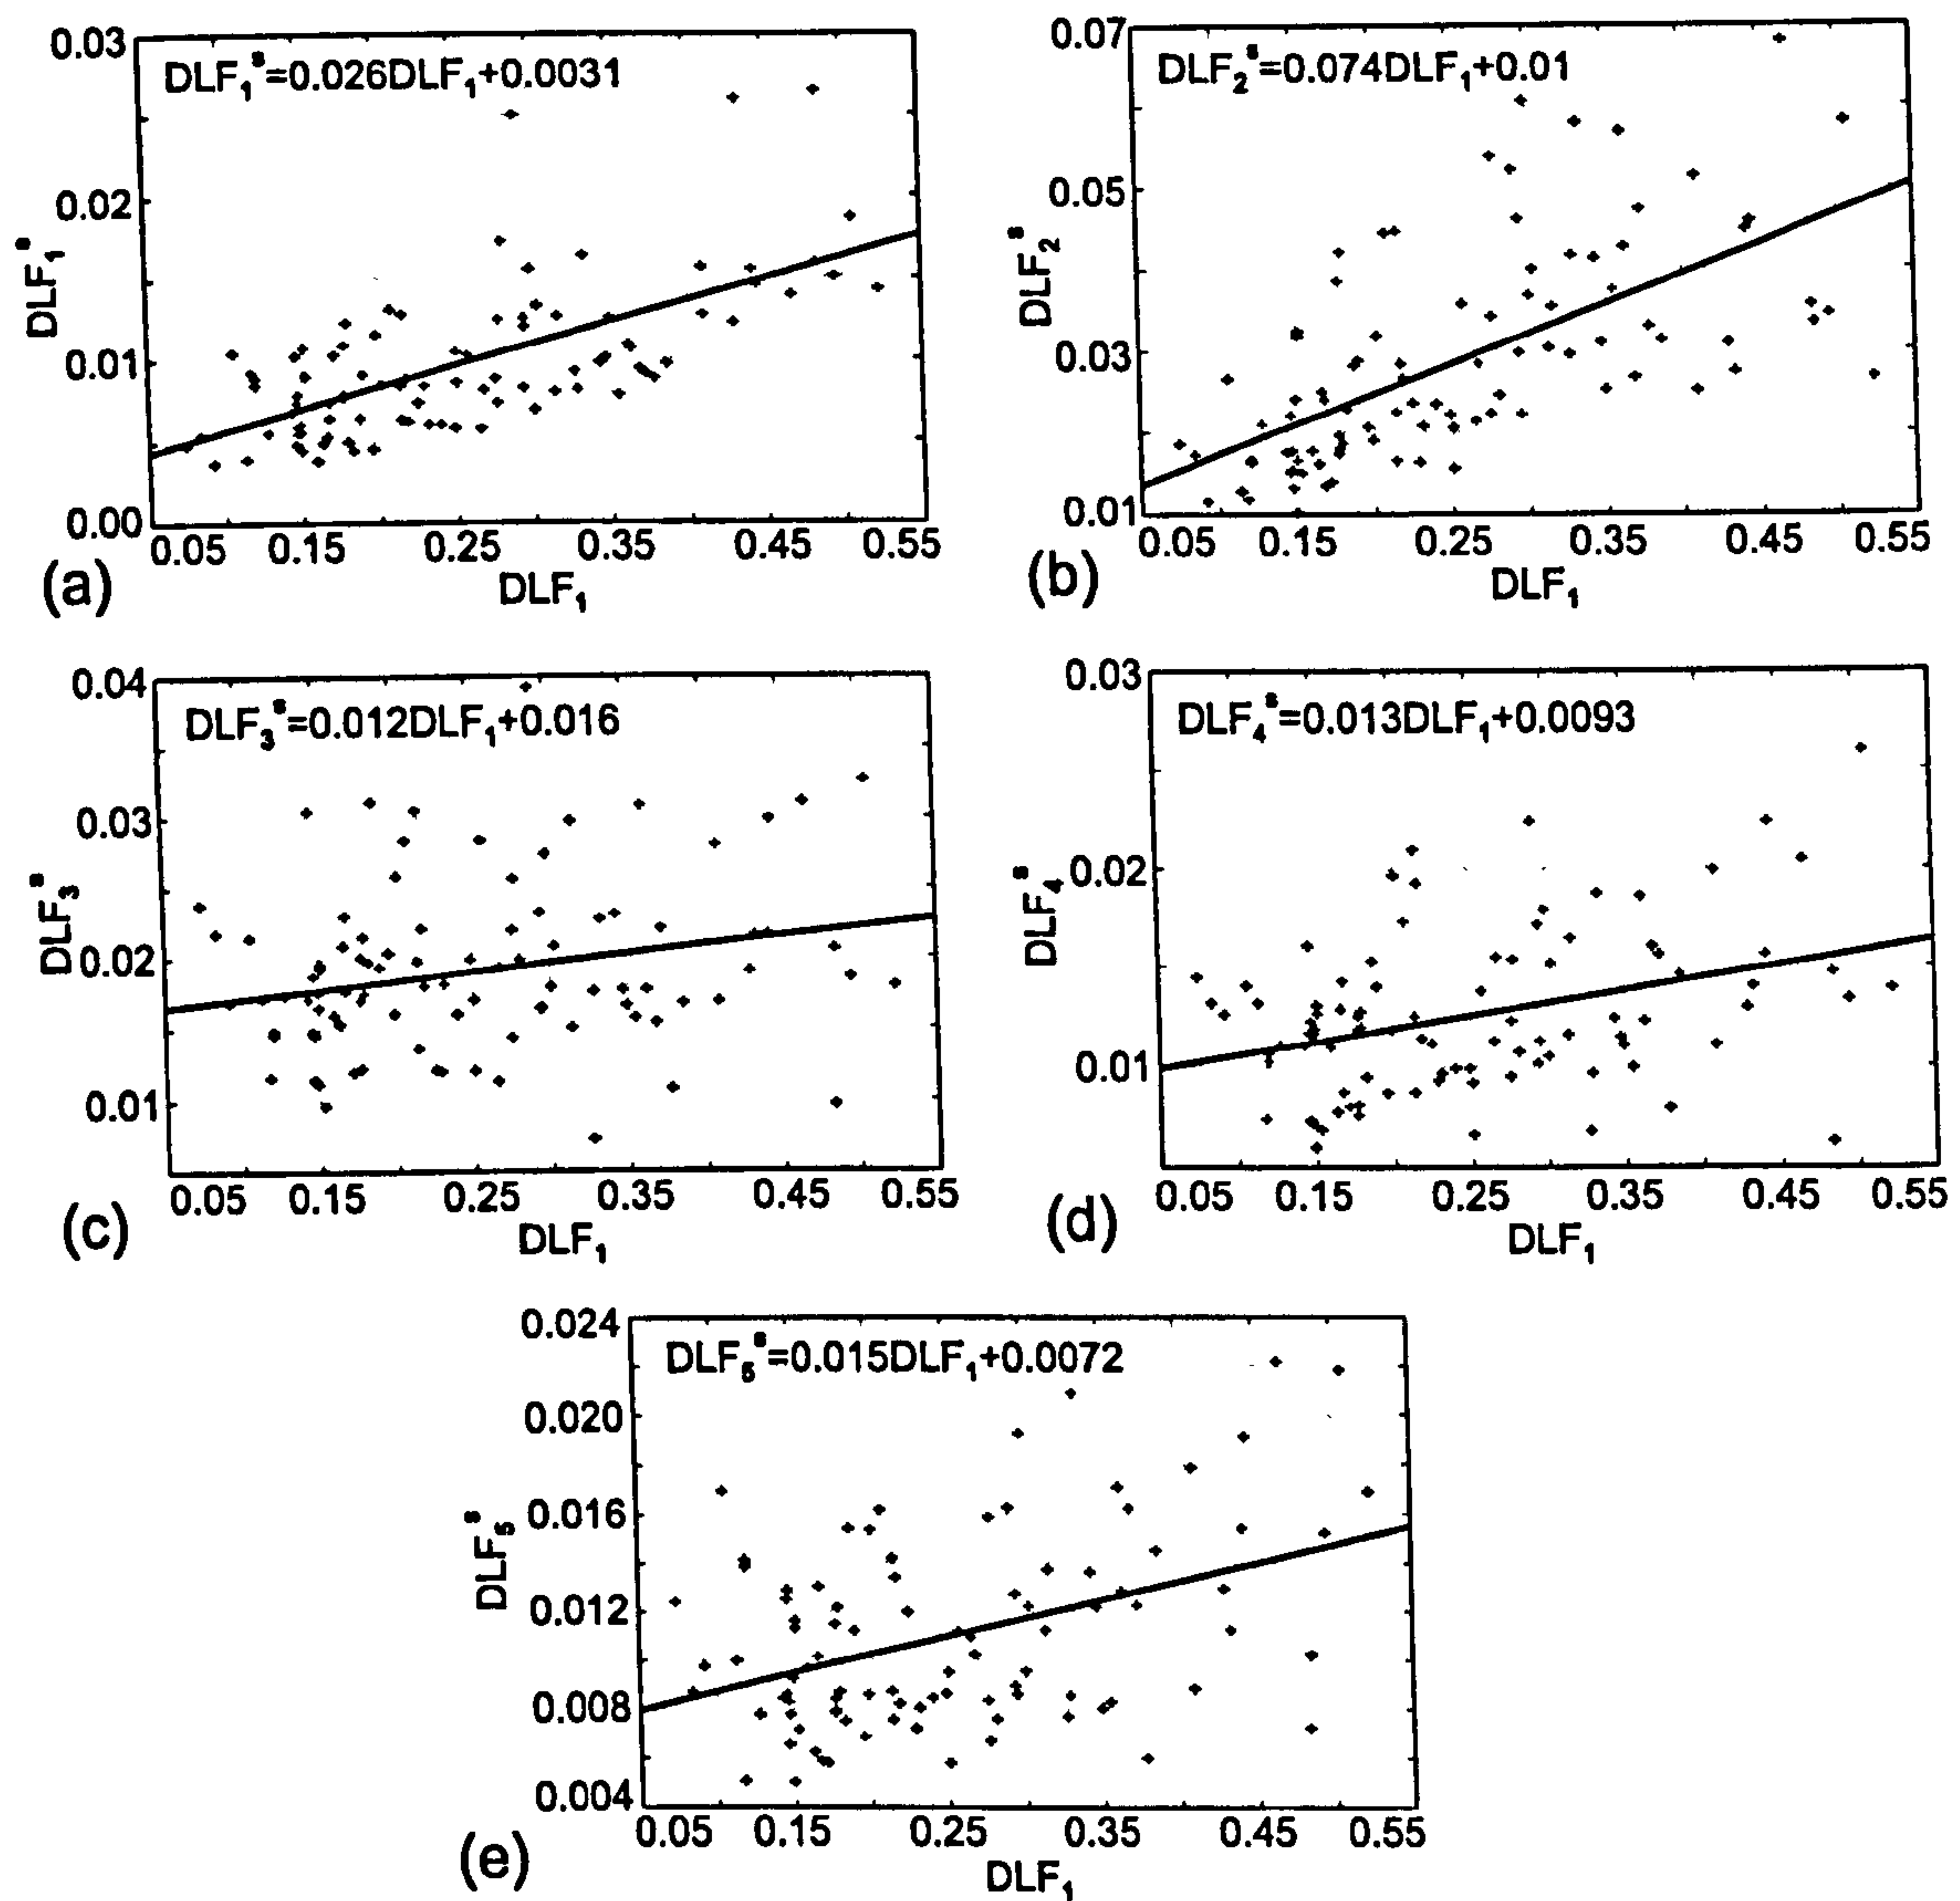 DLF₁ˢ=0.026DLF₁+0.0031
0.03
0.02
0.01
0.00
DLF₁ˢ
0.05 0.15 0.25 0.35 0.45 0.55
DLF₁
(a)
DLF₂ˢ=0.074DLF₁+0.01
0.07
0.05
0.03
0.01
DLF₂ˢ
0.05 0.15 0.25 0.35 0.45 0.55
DLF₁
(b)
DLF₃ˢ=0.012DLF₁+0.016
0.04
0.03
0.02
0.01
DLF₃ˢ
0.05 0.15 0.25 0.35 0.45 0.55
DLF₁
(c)
DLF₄ˢ=0.013DLF₁+0.0093
0.03
0.02
0.01
DLF₄ˢ
0.05 0.15 0.25 0.35 0.45 0.55
DLF₁
(d)
DLF₅ˢ=0.015DLF₁+0.0072
0.024
0.020
0.016
0.012
0.008
0.004
DLF₅ˢ
0.05 0.15 0.25 0.35 0.45 0.55
DLF₁
(e)